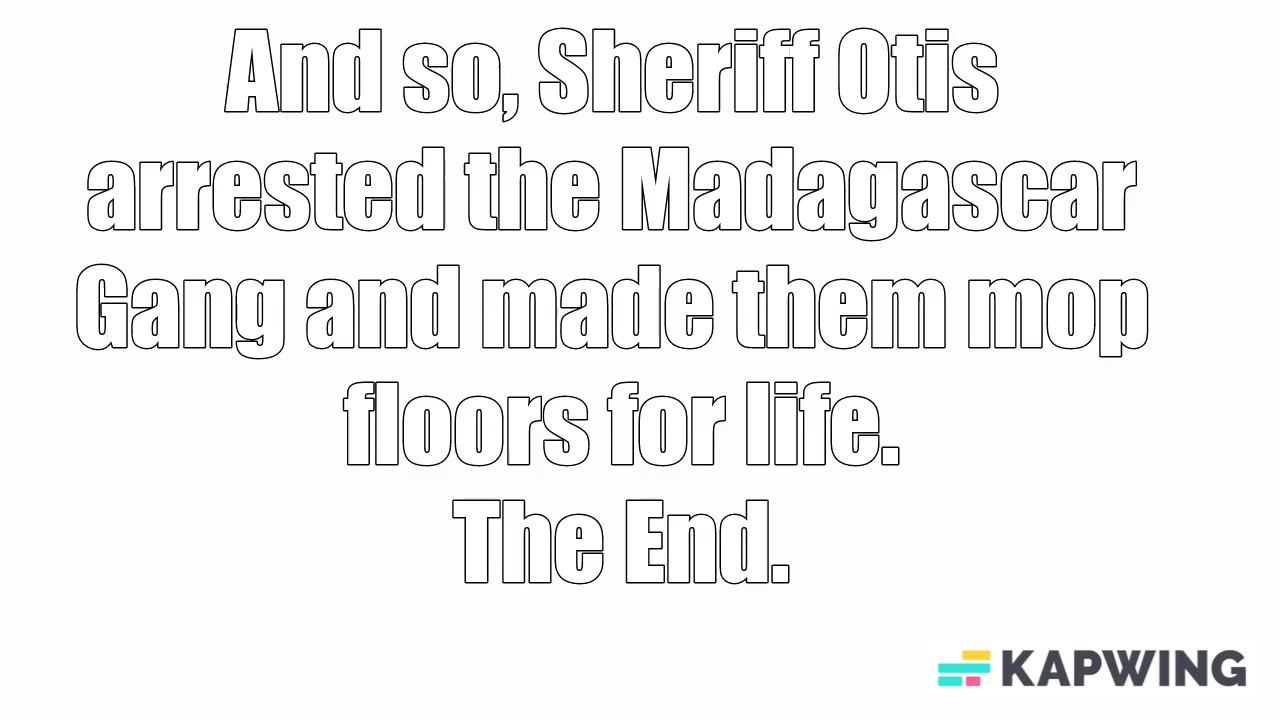 And so, Sheriff Otis
arrested the Madagascar
Gang and made them mop
floors for life.
The End.
KAPWING